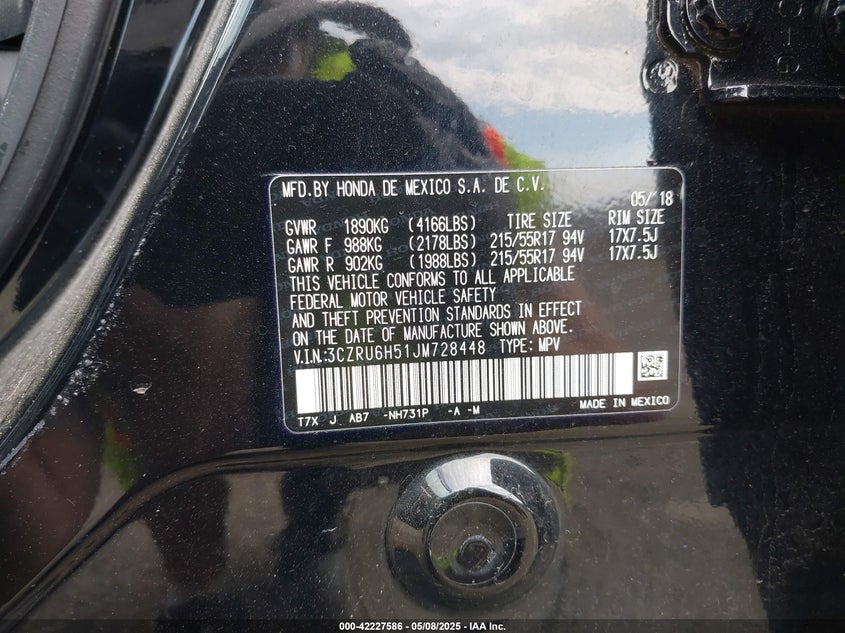 MFD.BY HONDA DE MEXICO S.A. DE C.V.
05/'18
GVWR 1890KG (4166LBS) TIRE SIZE RIM SIZE
GAWR F 988KG (2178LBS) 215/55R17 94V 17X7.5J
GAWR R 902KG (1988LBS) 215/55R17 94V 17X7.5J
THIS VEHICLE CONFORMS TO ALL APPLICABLE
FEDERAL MOTOR VEHICLE SAFETY
AND THEFT PREVENTION STANDARDS IN EFFECT
ON THE DATE OF MANUFACTURE SHOWN ABOVE.
V.I.N:3CZRU6H51JM728448 TYPE: MPV
T7X J AB7 -NH731P -A -M MADE IN MEXICO
000-42227586 - 05/08/2025 - IAA Inc.